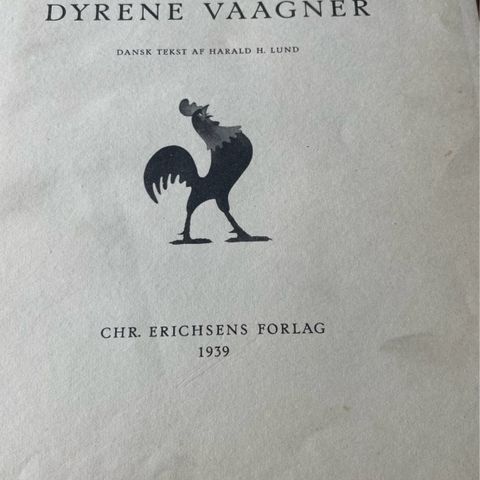 DYRENE VAAGNER
DANSK TEKST AF HARALD H. LUND
CHR. ERICHSENS FORLAG
1939